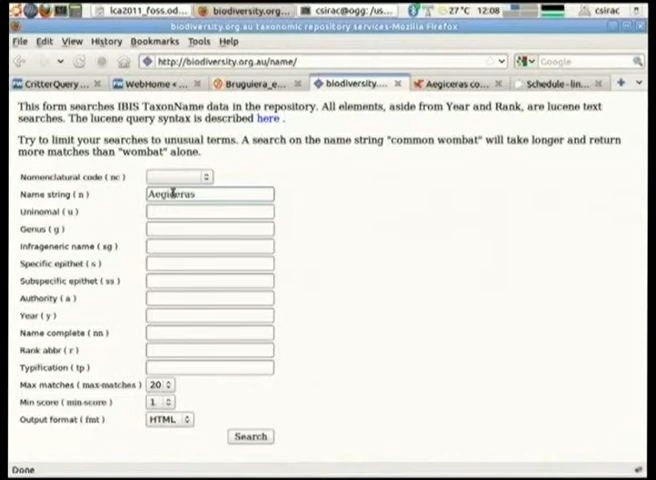 lca2011_foss.od... biodiversity.org... csirac@ogg: /us... 27°C 12:08 csirac
biodiversity.org.au taxonomic repository services-Mozilla Firefox
File Edit View History Bookmarks Tools Help
http://biodiversity.org.au/name/ Google
CritterQuery... WebHome <... Bruguiera_e... biodiversity.... Aegiceras co... Schedule - lin...
This form searches IBIS TaxonName data in the repository. All elements, aside from Year and Rank, are lucene text
searches. The lucene query syntax is described here .
Try to limit your searches to unusual terms. A search on the name string "common wombat" will take longer and return
more matches than "wombat" alone.
Nomenclatural code ( nc )
Name string ( n ) Aegicerus
Uninomal ( u )
Genus ( g )
Infrageneric name ( sg )
Specific epithet ( s )
Subspecific epithet ( ss )
Authority ( a )
Year ( y )
Name complete ( nn )
Rank abbr ( r )
Typification ( tp )
Max matches ( max-matches ) 20
Min score ( min-score ) 1
Output format ( fmt ) HTML
Search
Done